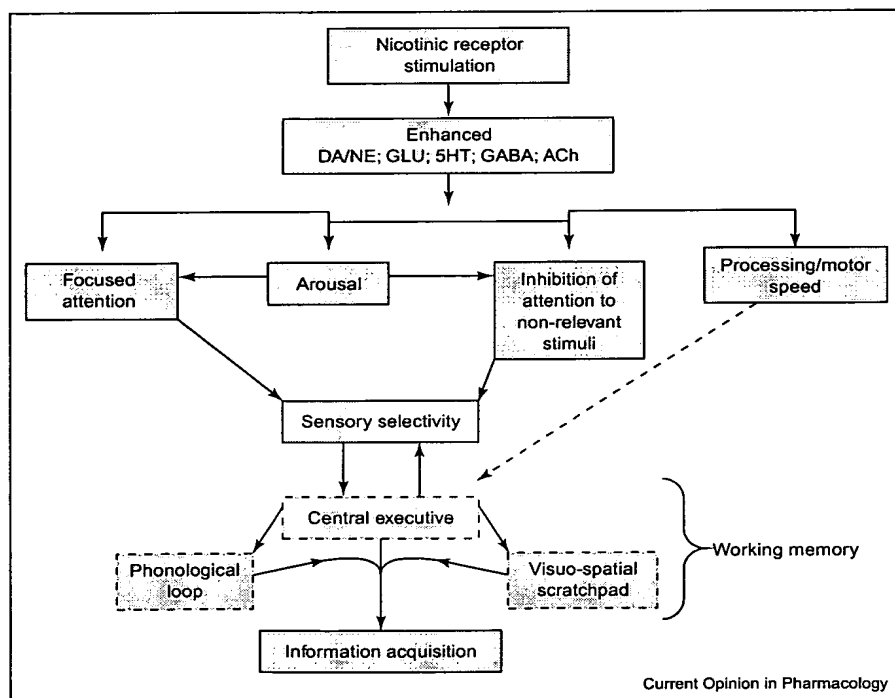 Nicotinic receptor
stimulation
Enhanced
DA/NE; GLU; 5HT; GABA; ACh
Focused
attention
Arousal
Inhibition of
attention to
non-relevant
stimuli
Processing/motor
speed
Sensory selectivity
Central executive
Phonological
loop
Visuo-spatial
scratchpad
Working memory
Information acquisition
Current Opinion in Pharmacology